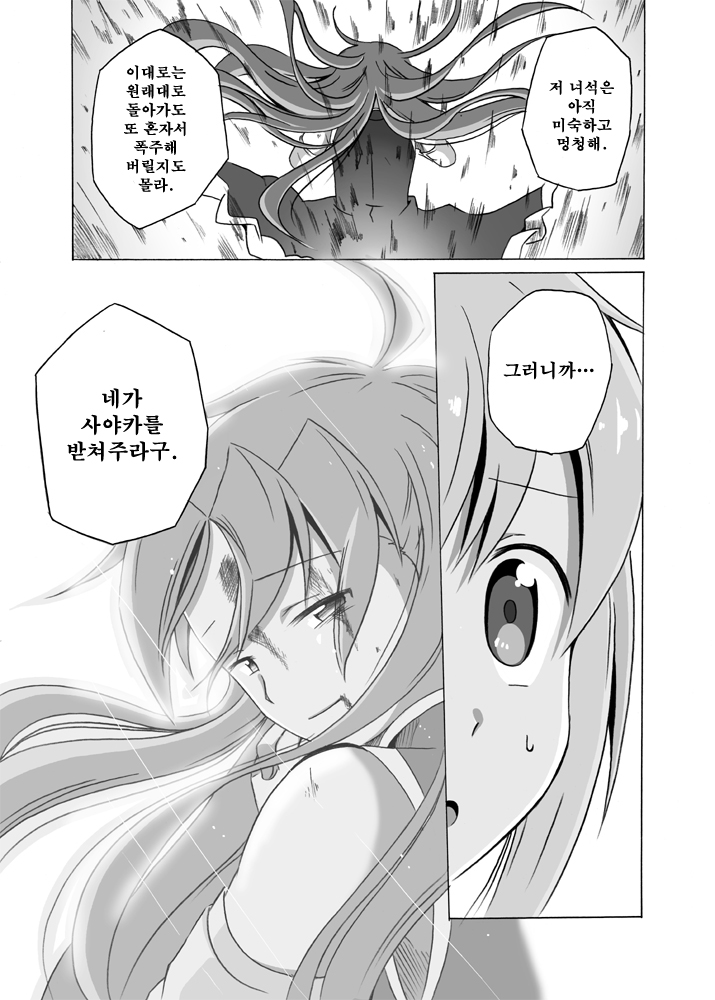 저 녀석은
아직
미숙하고
멍청해.
이대로는
원래대로
돌아가도
또 혼자서
폭주해
버릴지도
몰라.
그러니까…
네가
사야카를
받쳐주라구.